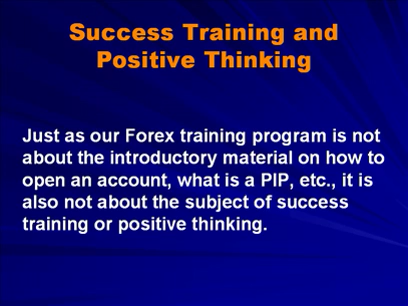 Success Training and
Positive Thinking
Just as our Forex training program is not
about the introductory material on how to
open an account, what is a PIP, etc., it is
also not about the subject of success
training or positive thinking.